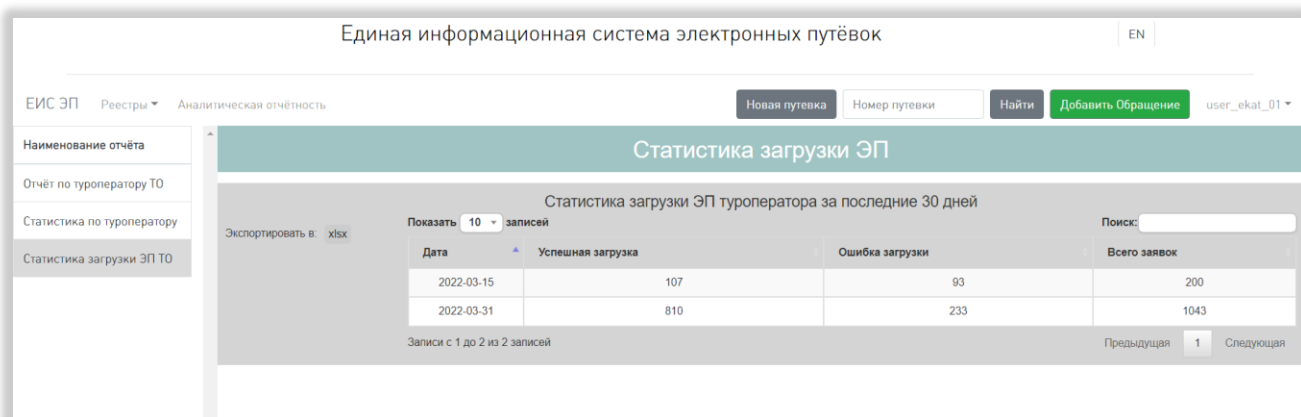 Единая информационная система электронных путёвок
EN
ЕИС ЭП Реестры Аналитическая отчётность Новая путевка Номер путевки Найти Добавить Обращение user_ekat_01
Наименование отчёта
Отчёт по туроператору ТО
Статистика по туроператору
Статистика загрузки ЭП ТО
Статистика загрузки ЭП
Статистика загрузки ЭП туроператора за последние 30 дней
Показать 10 записей Поиск:
Экспортировать в: xlsx
Дата Успешная загрузка Ошибка загрузки Всего заявок
2022-03-15 107 93 200
2022-03-31 810 233 1043
Записи с 1 до 2 из 2 записей Предыдущая 1 Следующая